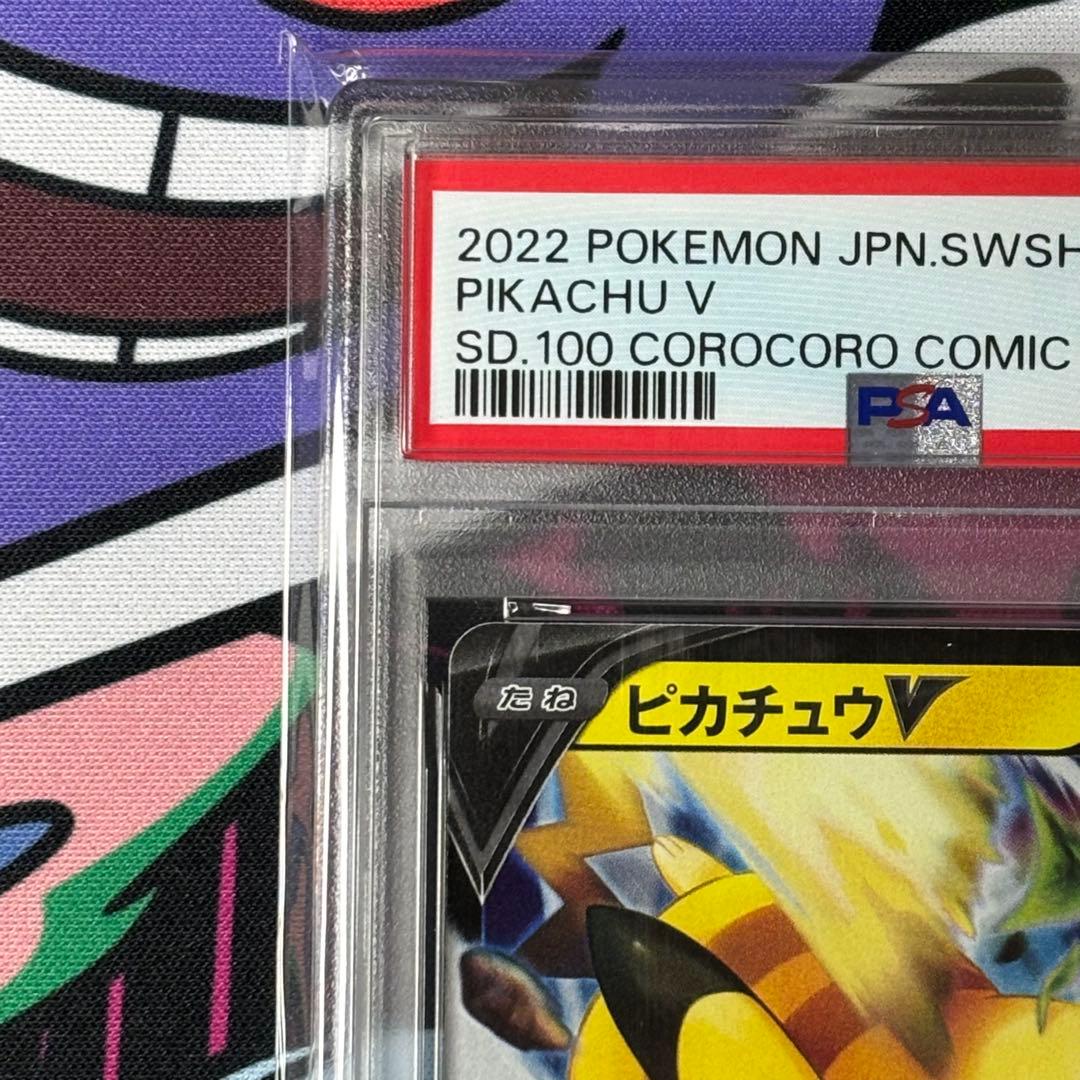 2022 POKEMON JPN.SWSH
PIKACHU V
SD.100 COROCORO COMIC
PSA
たね ピカチュウV